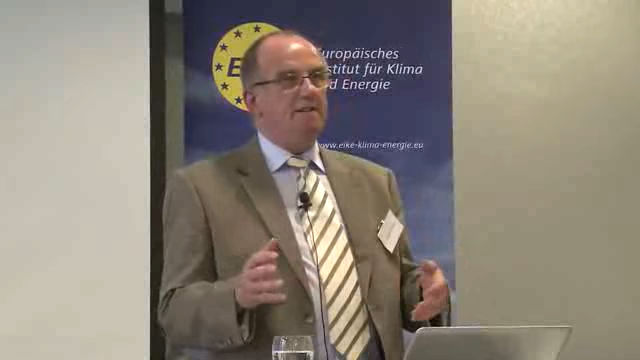 E
uropäisches
stitut für Klima
d Energie
www.eike-klima-energie.eu